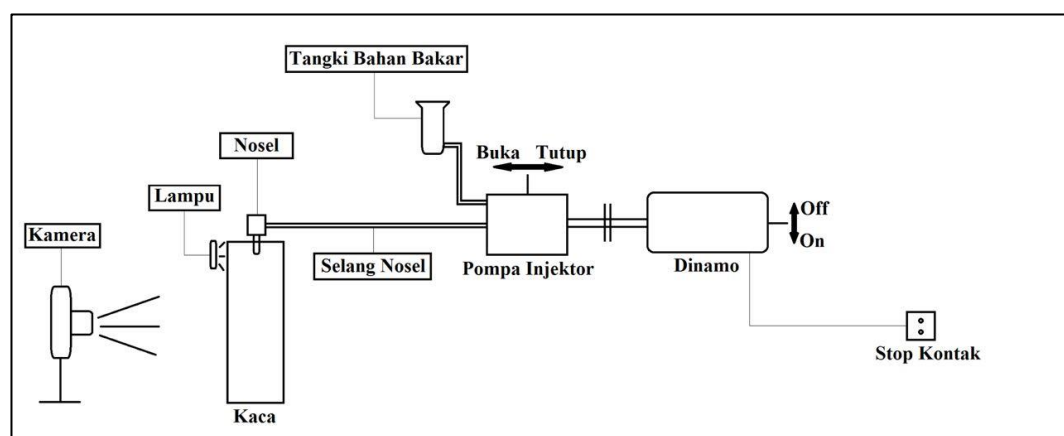 Tangki Bahan Bakar
Nosel
Buka Tutup
Lampu
Off
On
Kamera
Selang Nosel
Pompa Injektor
Dinamo
Stop Kontak
Kaca